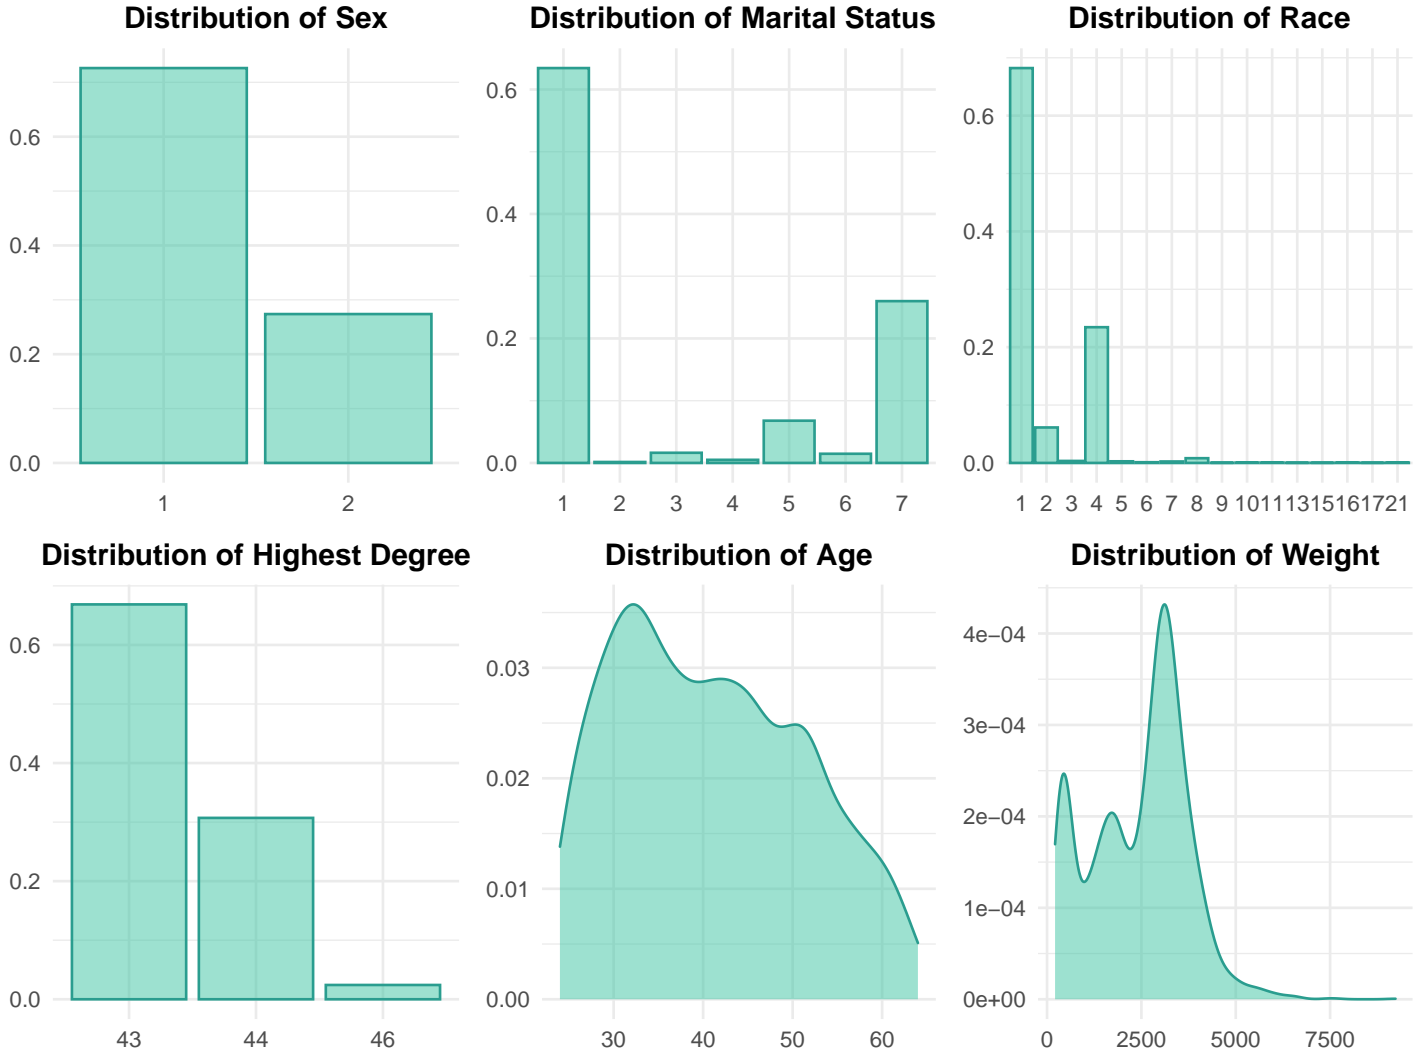 Distribution of Sex
0.6
0.4
0.2
0.0
1 2
Distribution of Marital Status
0.6
0.4
0.2
0.0
1 2 3 4 5 6 7
Distribution of Race
0.6
0.4
0.2
0.0
1 2 3 4 5 6 7 8 9 10 11 13 15 16 17 21
Distribution of Highest Degree
0.6
0.4
0.2
0.0
43 44 46
Distribution of Age
0.03
0.02
0.01
0.00
30 40 50 60
Distribution of Weight
4e−04
3e−04
2e−04
1e−04
0e+00
0 2500 5000 7500